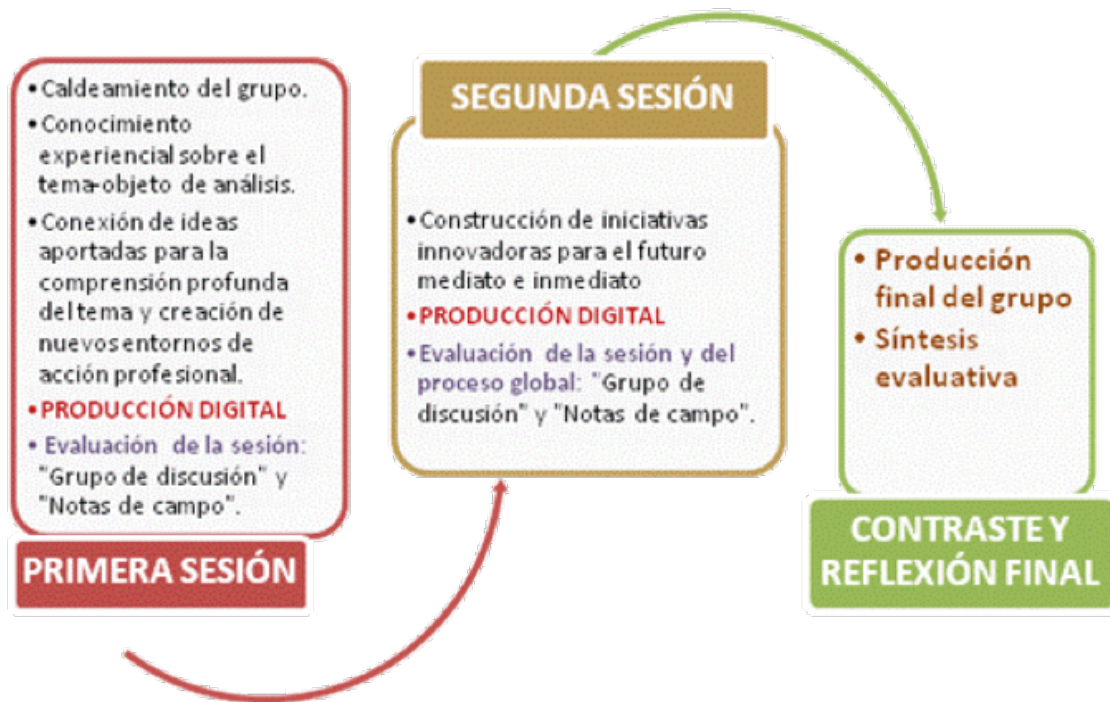 • Caldeamiento del grupo.
• Conocimiento
experiencial sobre el
tema-objeto de análisis.
• Conexión de ideas
aportadas para la
comprensión profunda
del tema y creación de
nuevos entornos de
acción profesional.
• PRODUCCIÓN DIGITAL
• Evaluación de la sesión:
"Grupo de discusión" y
"Notas de campo".
PRIMERA SESIÓN
SEGUNDA SESIÓN
• Construcción de iniciativas
innovadoras para el futuro
mediato e inmediato
• PRODUCCIÓN DIGITAL
• Evaluación de la sesión y del
proceso global: "Grupo de
discusión" y "Notas de campo".
• Producción
final del grupo
• Síntesis
evaluativa
CONTRASTE Y
REFLEXIÓN FINAL